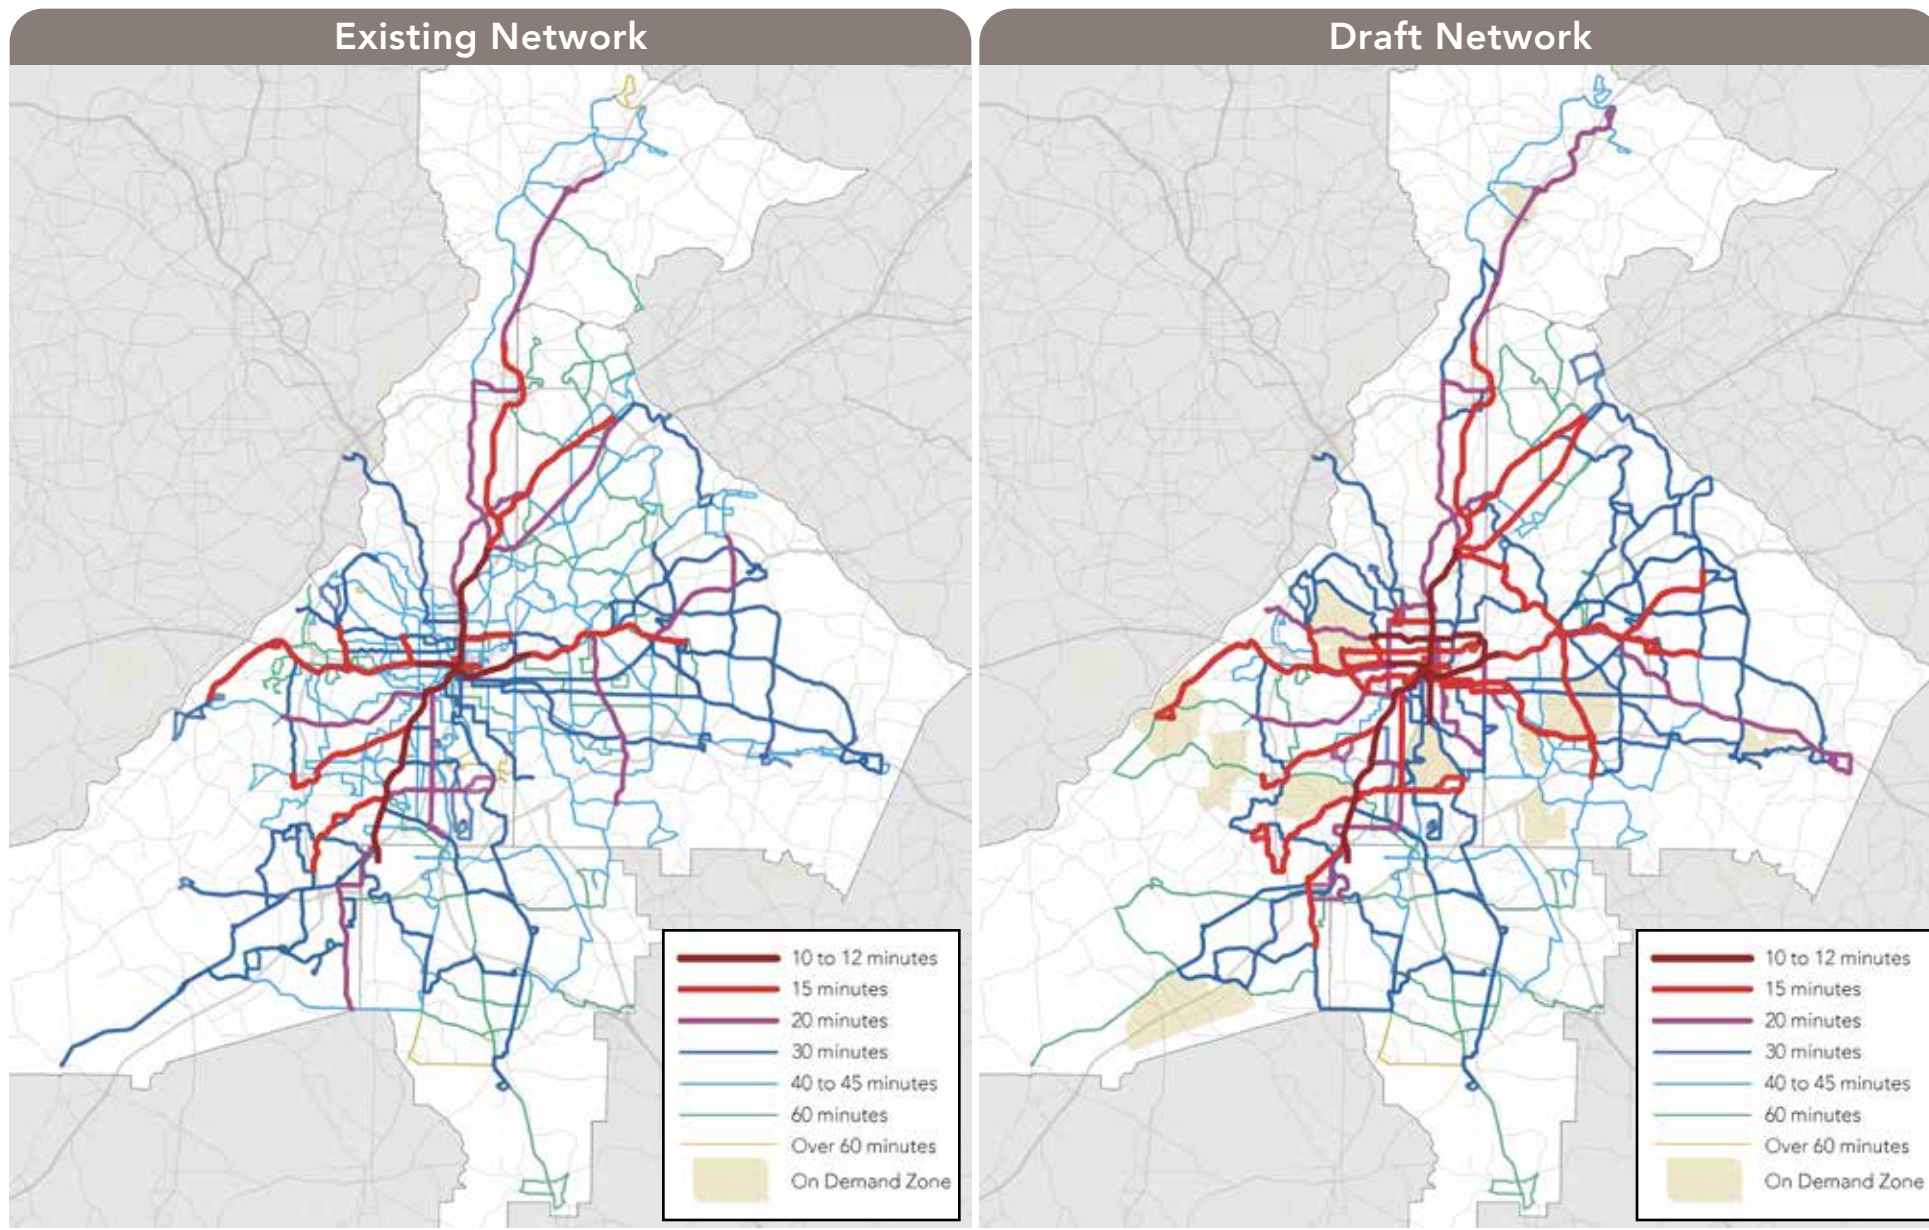 Existing Network
10 to 12 minutes
15 minutes
20 minutes
30 minutes
40 to 45 minutes
60 minutes
Over 60 minutes
On Demand Zone
Draft Network
10 to 12 minutes
15 minutes
20 minutes
30 minutes
40 to 45 minutes
60 minutes
Over 60 minutes
On Demand Zone